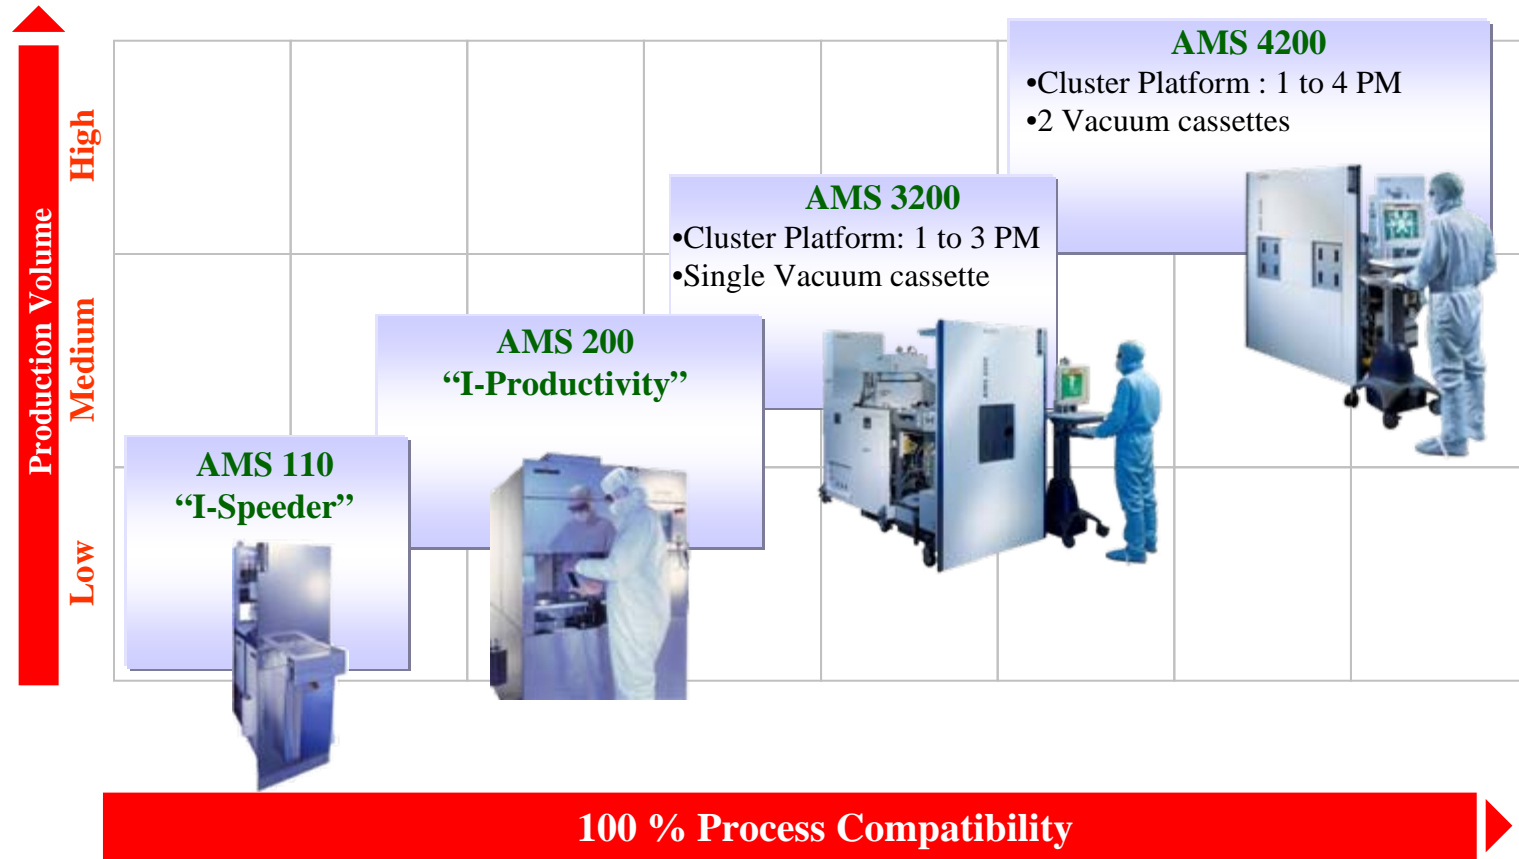 AMS 4200
•Cluster Platform : 1 to 4 PM
•2 Vacuum cassettes
AMS 3200
•Cluster Platform: 1 to 3 PM
•Single Vacuum cassette
AMS 200
“I-Productivity”
AMS 110
“I-Speeder”
Production Volume
High
Medium
Low
100 % Process Compatibility